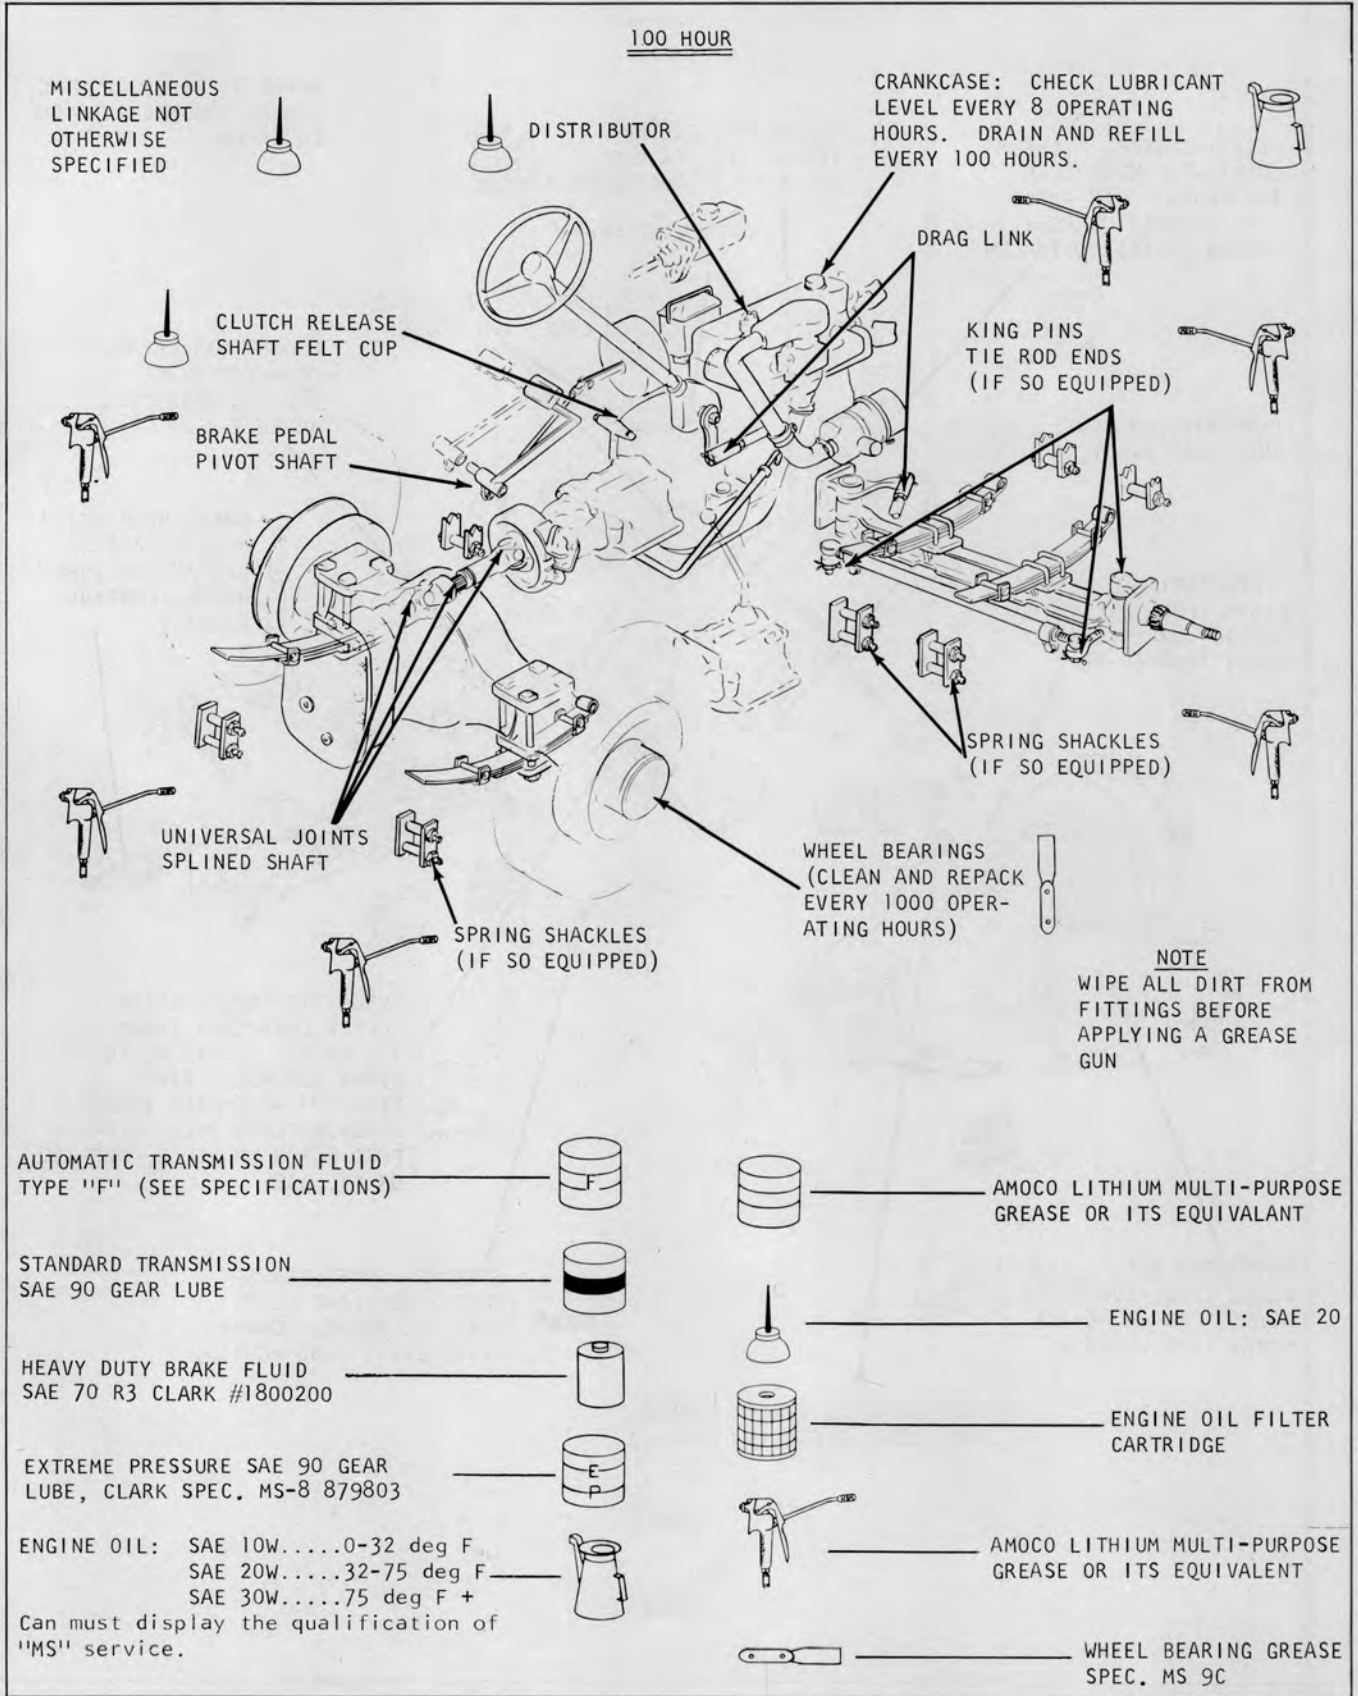 100 HOUR
MISCELLANEOUS
LINKAGE NOT
OTHERWISE
SPECIFIED
DISTRIBUTOR
CRANKCASE: CHECK LUBRICANT
LEVEL EVERY 8 OPERATING
HOURS. DRAIN AND REFILL
EVERY 100 HOURS.
DRAG LINK
CLUTCH RELEASE
SHAFT FELT CUP
KING PINS
TIE ROD ENDS
(IF SO EQUIPPED)
BRAKE PEDAL
PIVOT SHAFT
SPRING SHACKLES
(IF SO EQUIPPED)
UNIVERSAL JOINTS
SPLINED SHAFT
WHEEL BEARINGS
(CLEAN AND REPACK
EVERY 1000 OPER-
ATING HOURS)
SPRING SHACKLES
(IF SO EQUIPPED)
NOTE
WIPE ALL DIRT FROM
FITTINGS BEFORE
APPLYING A GREASE
GUN
AUTOMATIC TRANSMISSION FLUID
TYPE "F" (SEE SPECIFICATIONS)
F
STANDARD TRANSMISSION
SAE 90 GEAR LUBE
HEAVY DUTY BRAKE FLUID
SAE 70 R3 CLARK #1800200
EXTREME PRESSURE SAE 90 GEAR
LUBE, CLARK SPEC. MS-8 879803
E
P
ENGINE OIL: SAE 10W.....0-32 deg F
SAE 20W.....32-75 deg F
SAE 30W.....75 deg F +
Can must display the qualification of
"MS" service.
AMOCO LITHIUM MULTI-PURPOSE
GREASE OR ITS EQUIVALANT
ENGINE OIL: SAE 20
ENGINE OIL FILTER
CARTRIDGE
AMOCO LITHIUM MULTI-PURPOSE
GREASE OR ITS EQUIVALENT
WHEEL BEARING GREASE
SPEC. MS 9C